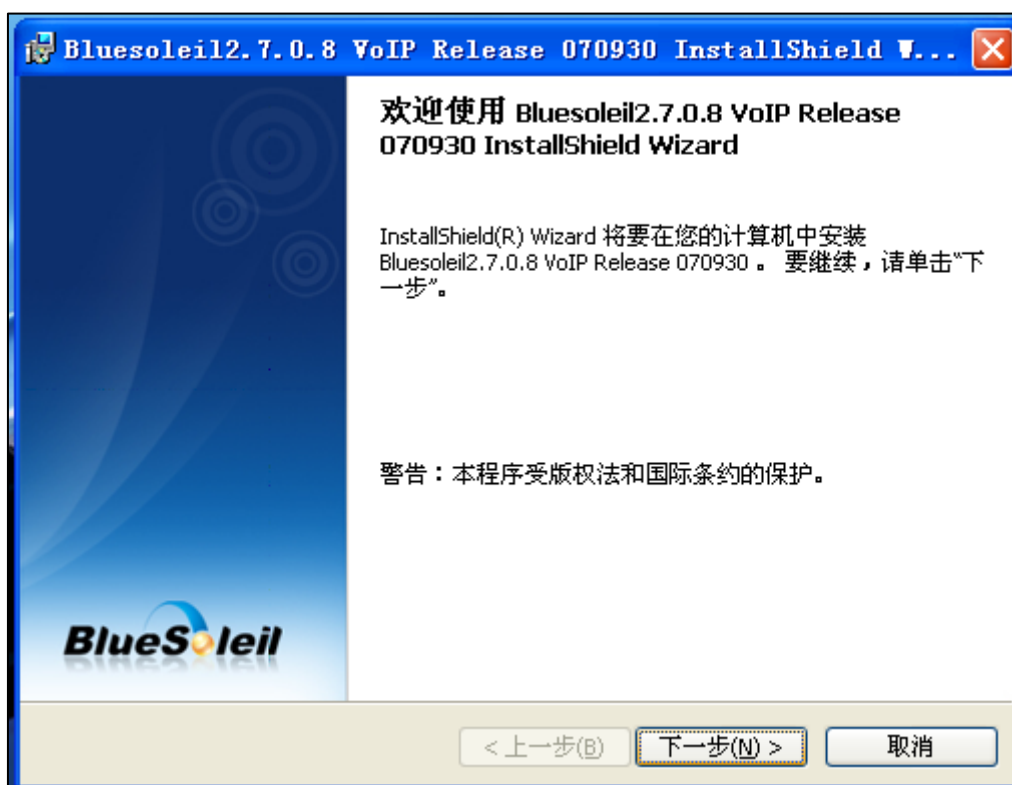 Bluesoleil2.7.0.8 VoIP Release 070930 InstallShield W...
欢迎使用 Bluesoleil2.7.0.8 VoIP Release
070930 InstallShield Wizard
InstallShield(R) Wizard 将要在您的计算机中安装
Bluesoleil2.7.0.8 VoIP Release 070930 。 要继续，请单击“下
一步”。
警告：本程序受版权法和国际条约的保护。
BlueSoleil
< 上一步(B)
下一步(N) >
取消